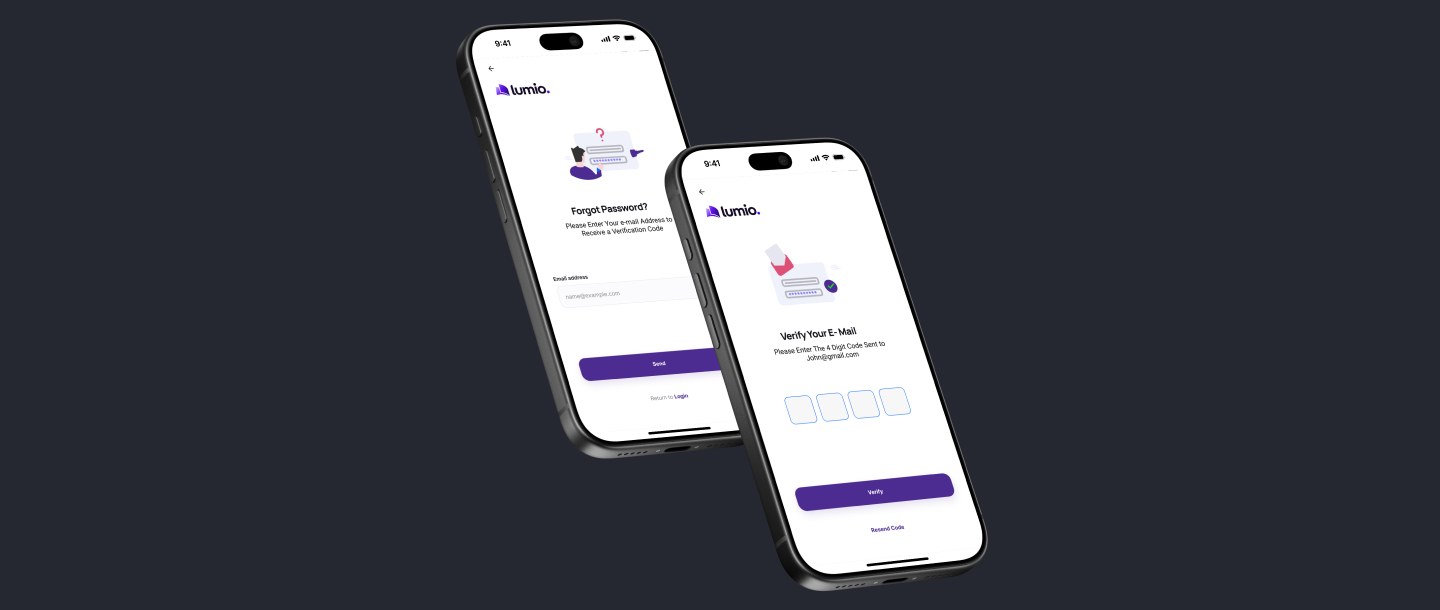 9:41
lumio.
?
Forgot Password?
Please Enter Your e-mail Address to
Receive a Verification Code
Email address
name@example.com
Send
Return to Login
9:41
lumio.
Verify Your E-Mail
Please Enter The 4 Digit Code Sent to
John@gmail.com
Verify
Resend Code